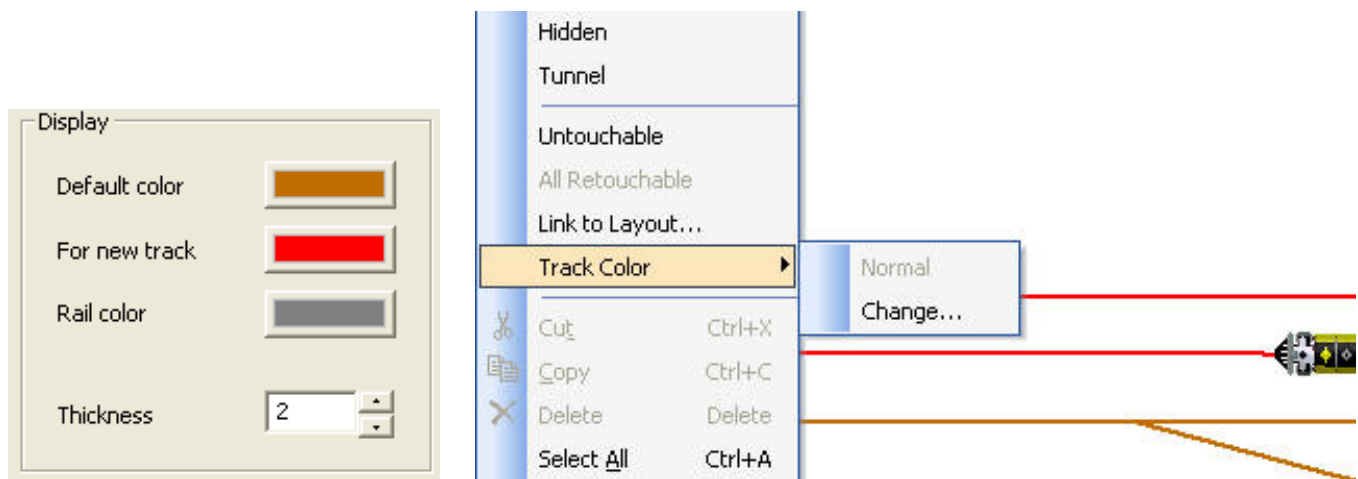 Display
Default color
For new track
Rail color
Thickness 2
Hidden
Tunnel
Untouchable
All Retouchable
Link to Layout...
Track Color
Normal
Change...
Cut Ctrl+X
Copy Ctrl+C
Delete Delete
Select All Ctrl+A